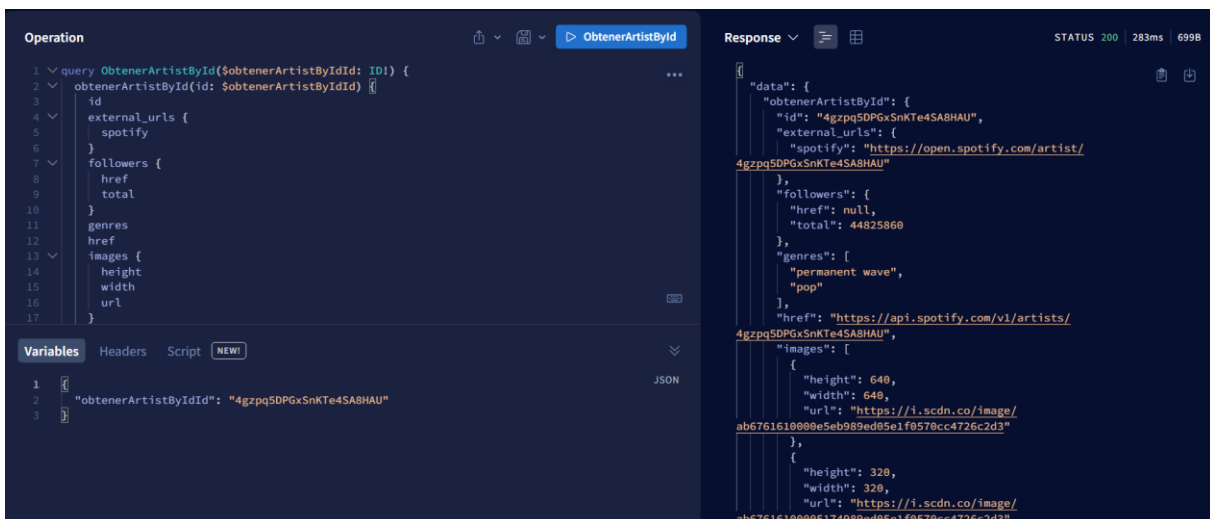 Operation
ObtenerArtistById
1 query ObtenerArtistById($obtenerArtistByIdId: ID!) {
2 obtenerArtistById(id: $obtenerArtistByIdId) {
3 id
4 external_urls {
5 spotify
6 }
7 followers {
8 href
9 total
10 }
11 genres
12 href
13 images {
14 height
15 width
16 url
17 }
Variables Headers Script NEW!
JSON
1 {
2 "obtenerArtistByIdId": "4gzpq5DPGxSnKTe4SA8HAU"
3 }
Response STATUS 200 283ms 699B
{
"data": {
"obtenerArtistById": {
"id": "4gzpq5DPGxSnKTe4SA8HAU",
"external_urls": {
"spotify": "https://open.spotify.com/artist/
4gzpq5DPGxSnKTe4SA8HAU"
},
"followers": {
"href": null,
"total": 44825860
},
"genres": [
"permanent wave",
"pop"
],
"href": "https://api.spotify.com/v1/artists/
4gzpq5DPGxSnKTe4SA8HAU",
"images": [
{
"height": 640,
"width": 640,
"url": "https://i.scdn.co/image/
ab6761610000e5eb989ed05e1f0570cc4726c2d3"
},
{
"height": 320,
"width": 320,
"url": "https://i.scdn.co/image/
ab67616100005174989ed05e1f0570cc4726c2d3"